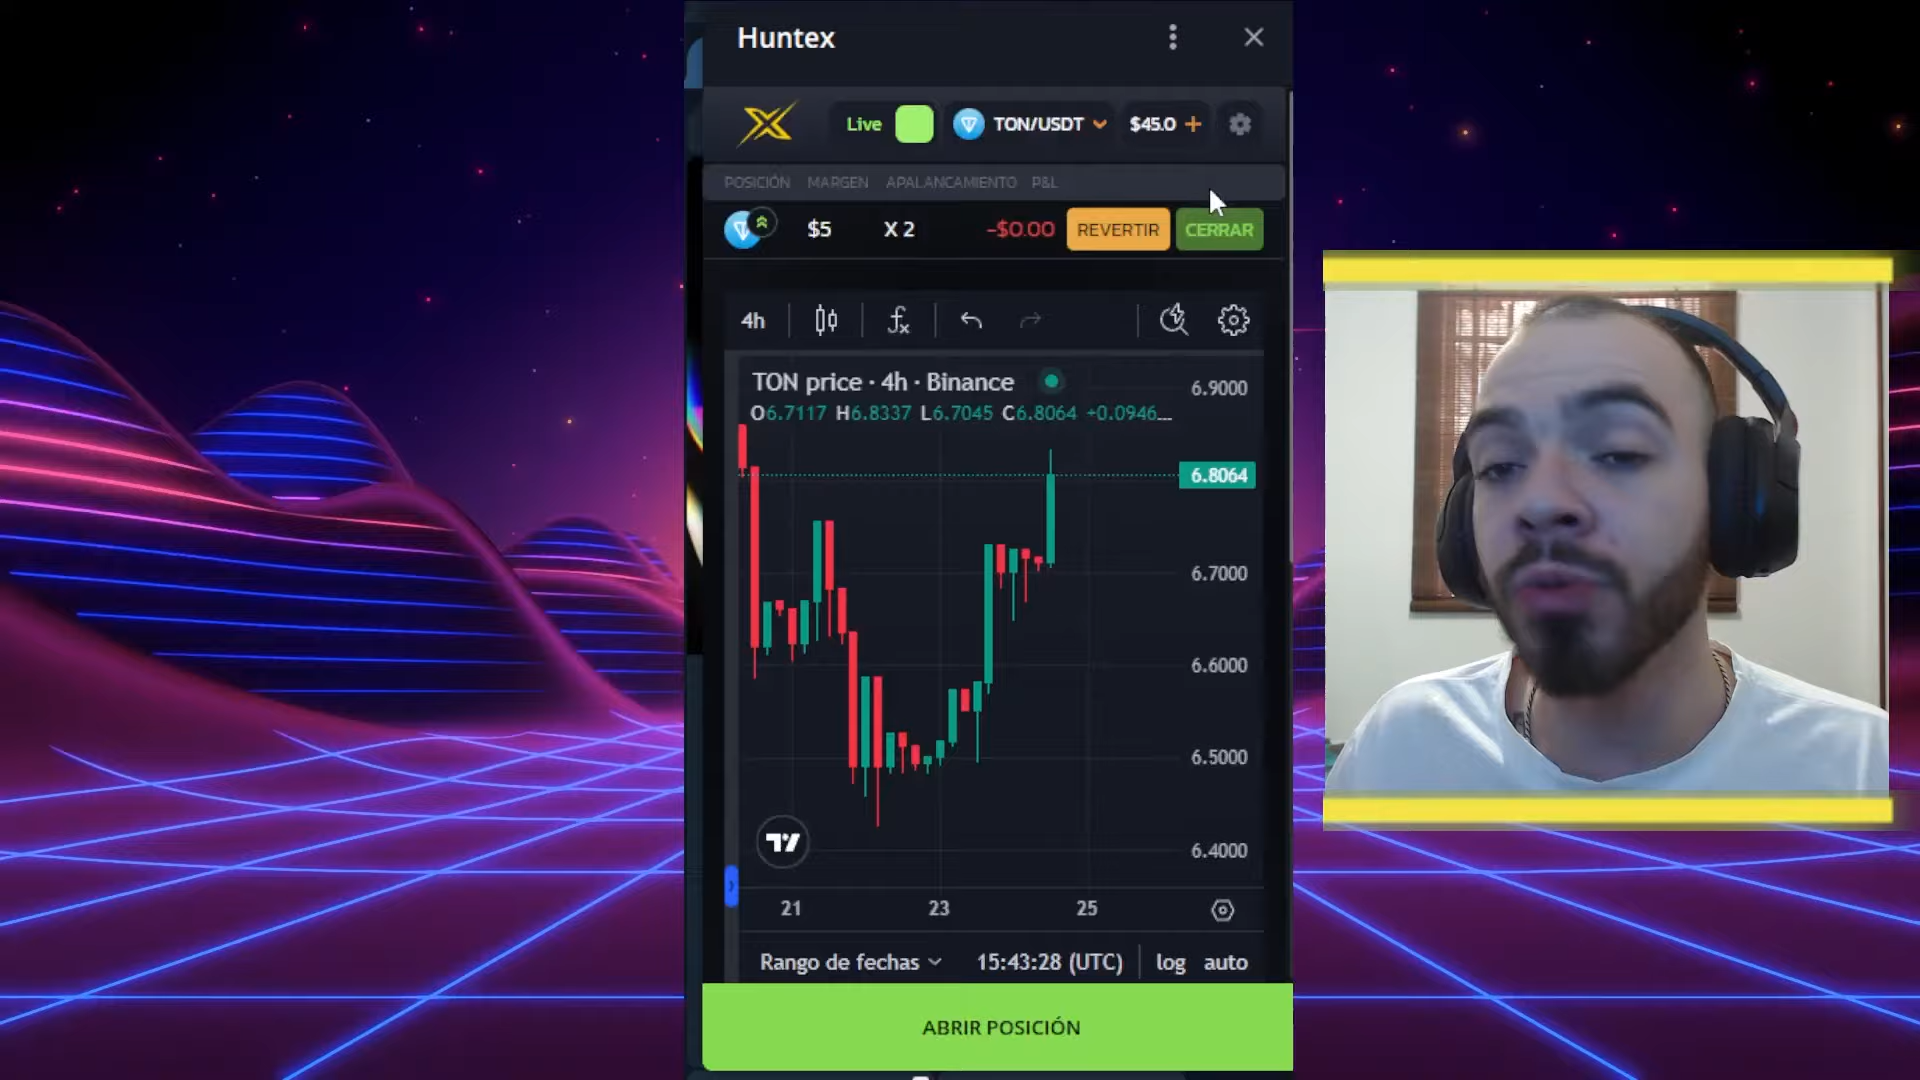 Huntex
Live TON/USDT $45.0 +
POSICIÓN MARGEN APALANCAMIENTO P&L
$5 X 2 -$0.00 REVERTIR CERRAR
4h
TON price · 4h · Binance
O6.7117 H6.8337 L6.7045 C6.8064 +0.0946...
6.9000
6.8064
6.7000
6.6000
6.5000
6.4000
21 23 25
Rango de fechas 15:43:28 (UTC) log auto
ABRIR POSICIÓN